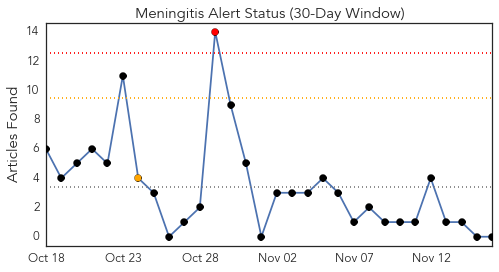 Meningitis Alert Status (30-Day Window)
Articles Found
14
12
10
8
6
4
2
0
Oct 18
Oct 23
Oct 28
Nov 02
Nov 07
Nov 12